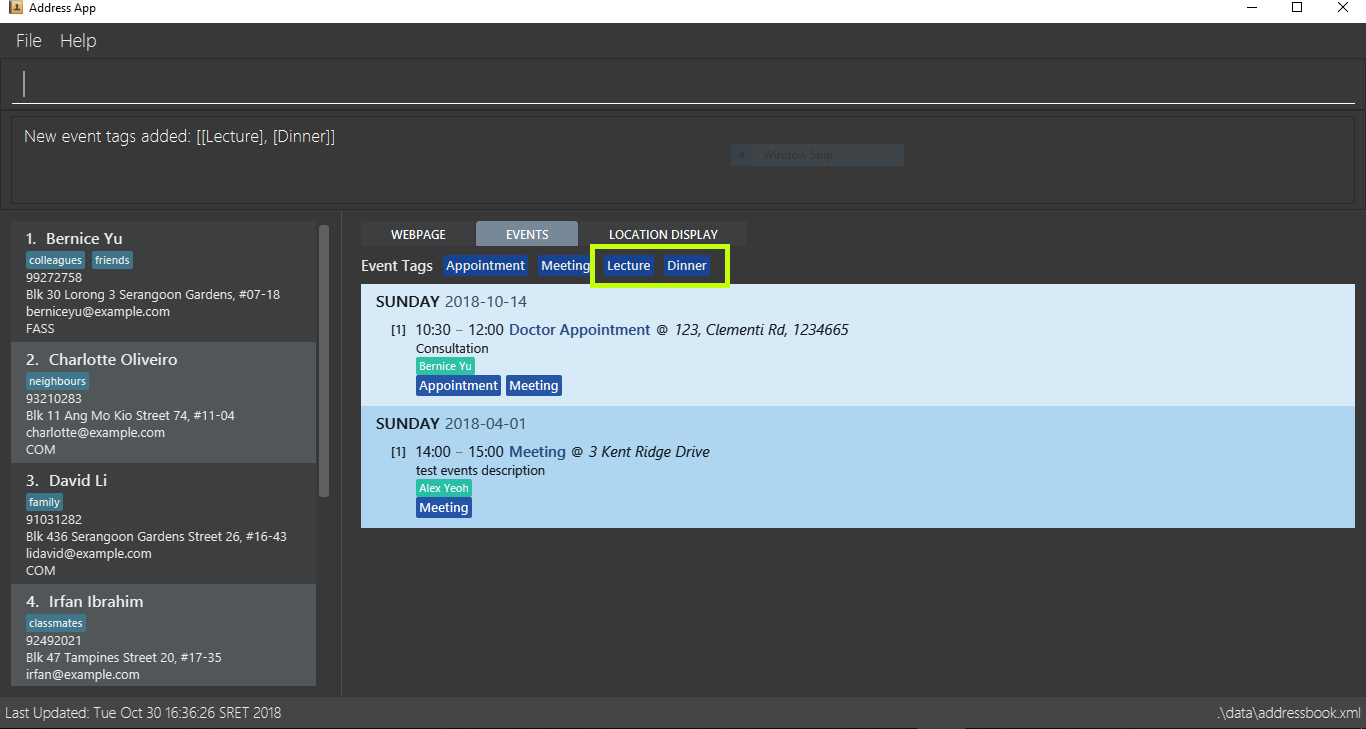 Address App
File Help
New event tags added: [[Lecture], [Dinner]]
Window Snip
1. Bernice Yu
colleagues friends
99272758
Blk 30 Lorong 3 Serangoon Gardens, #07-18
berniceyu@example.com
FASS
2. Charlotte Oliveiro
neighbours
93210283
Blk 11 Ang Mo Kio Street 74, #11-04
charlotte@example.com
COM
3. David Li
family
91031282
Blk 436 Serangoon Gardens Street 26, #16-43
lidavid@example.com
COM
4. Irfan Ibrahim
classmates
92492021
Blk 47 Tampines Street 20, #17-35
irfan@example.com
WEBPAGE EVENTS LOCATION DISPLAY
Event Tags Appointment Meeting Lecture Dinner
SUNDAY 2018-10-14
[1] 10:30 – 12:00 Doctor Appointment @ 123, Clementi Rd, 1234665
Consultation
Bernice Yu
Appointment Meeting
SUNDAY 2018-04-01
[1] 14:00 – 15:00 Meeting @ 3 Kent Ridge Drive
test events description
Alex Yeoh
Meeting
Last Updated: Tue Oct 30 16:36:26 SRET 2018
.\data\addressbook.xml